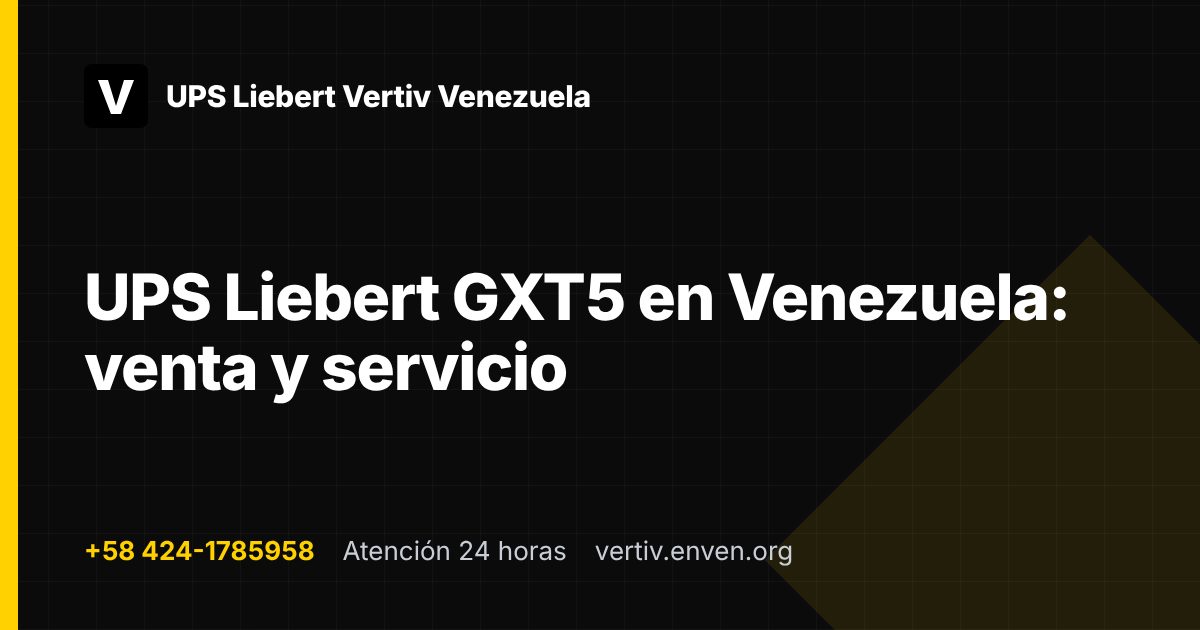 V
UPS Liebert Vertiv Venezuela
UPS Liebert GXT5 en Venezuela:
venta y servicio
+58 424-1785958 Atención 24 horas vertiv.enven.org